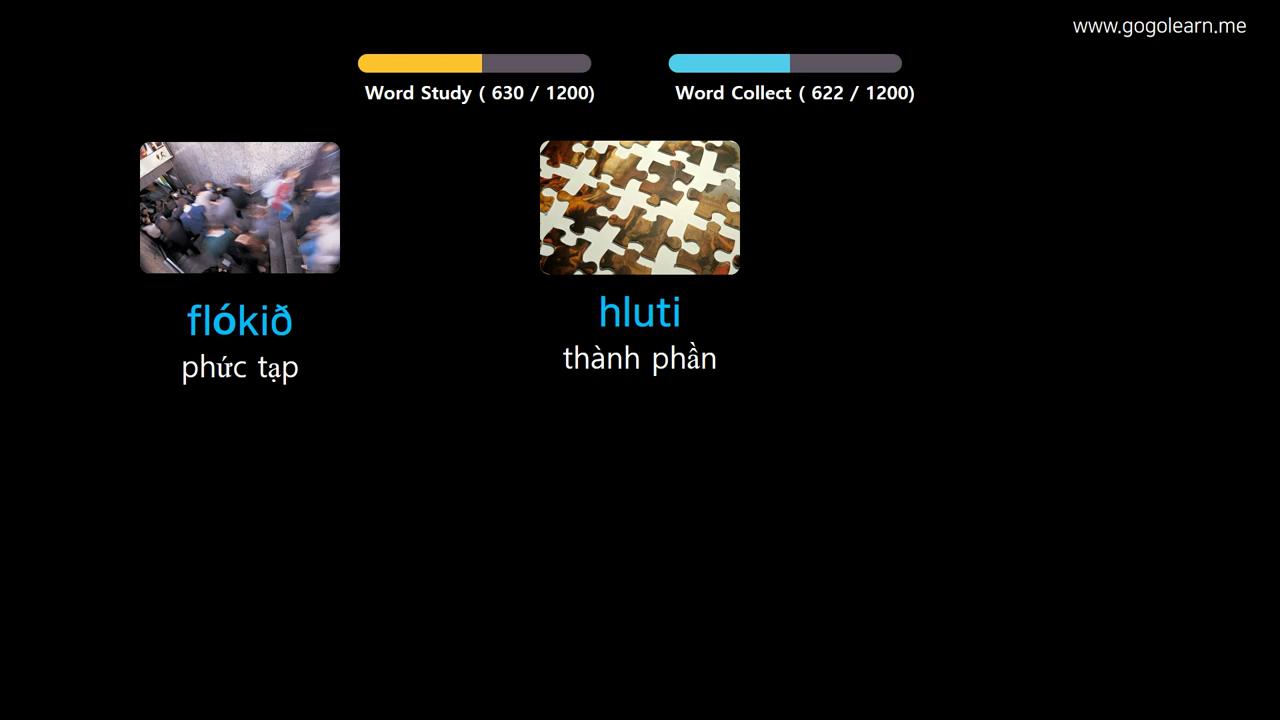 www.gogolearn.me
Word Study ( 630 / 1200)
Word Collect ( 622 / 1200)
flókið
phức tạp
hluti
thành phần